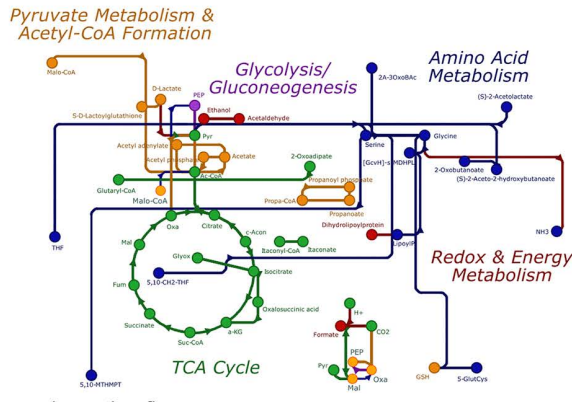 Pyruvate Metabolism &
Acetyl-CoA Formation
Malo-CoA
D-Lactate
S-D-Lactoylglutathione
Glycolysis/
Gluconeogenesis
PEP
Ethanol
Acetaldehyde
Pyr
Acetyl adenylate
Acetyl phosphate
Acetate
Ac-CoA
Malo-CoA
Glutaryl-CoA
2-Oxoadipate
Propanoyl phosphate
Propa-CoA
Propanoate
Amino Acid
Metabolism
2A-3OxoBAc
(S)-2-Acetolactate
Serine
Glycine
[GcvH]-s-MDHPL
2-Oxobutanoate
(S)-2-Aceto-2-hydroxybutanoate
THF
Dihydrolipoylprotein
LipoylP
NH3
Redox & Energy
Metabolism
Oxa
Citrate
c-Acon
Mal
Glyox
Isocitrate
Itaconyl-CoA
Itaconate
5,10-CH2-THF
Fum
Oxalosuccinic acid
Succinate
a-KG
Suc-CoA
TCA Cycle
5,10-MTHMPT
H+
Formate
CO2
PEP
Pyr
Mal
Oxa
GSH
5-GlutCys